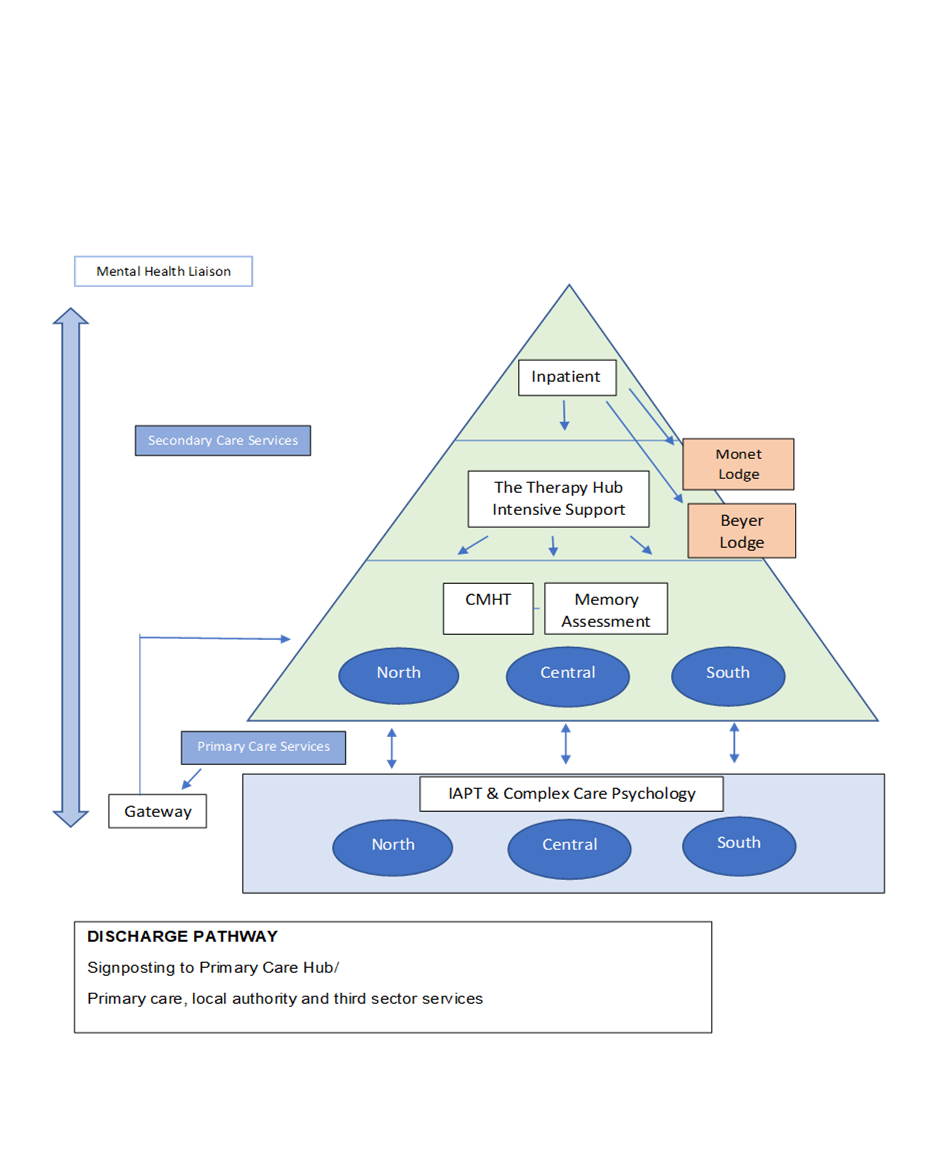 Mental Health Liaison
Inpatient
Secondary Care Services
Monet
Lodge
The Therapy Hub
Intensive Support
Beyer
Lodge
CMHT
Memory
Assessment
North
Central
South
Primary Care Services
Gateway
IAPT & Complex Care Psychology
North
Central
South
DISCHARGE PATHWAY
Signposting to Primary Care Hub/
Primary care, local authority and third sector services